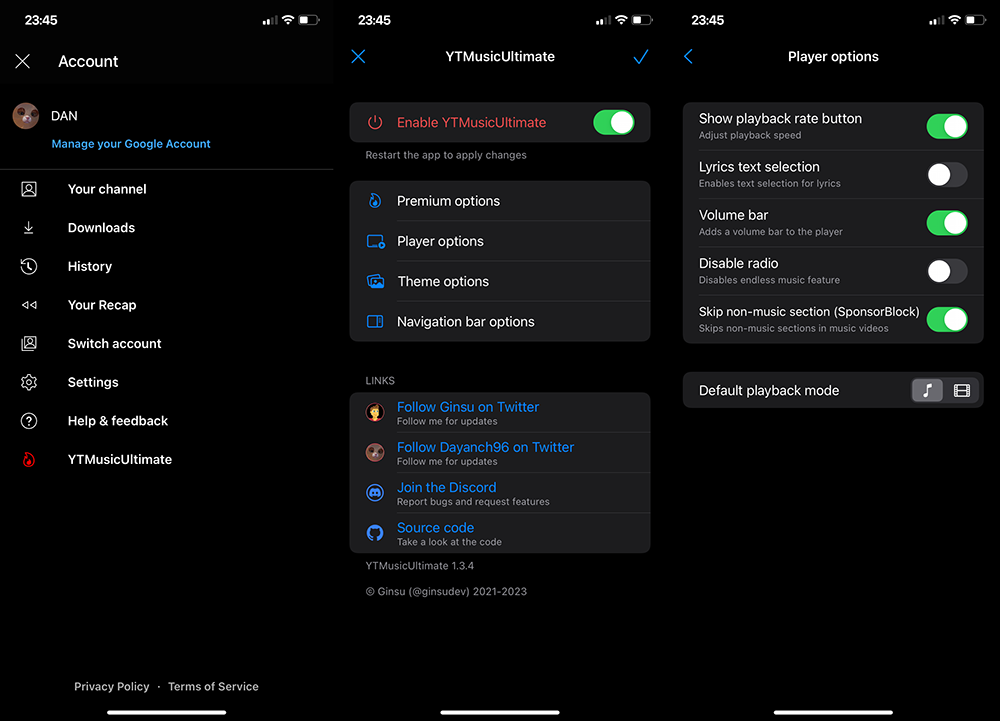 23:45
Account
DAN
Manage your Google Account
Your channel
Downloads
History
Your Recap
Switch account
Settings
Help & feedback
YTMusicUltimate
Privacy Policy · Terms of Service
23:45
YTMusicUltimate
Enable YTMusicUltimate
Restart the app to apply changes
Premium options
Player options
Theme options
Navigation bar options
LINKS
Follow Ginsu on Twitter
Follow me for updates
Follow Dayanch96 on Twitter
Follow me for updates
Join the Discord
Report bugs and request features
Source code
Take a look at the code
YTMusicUltimate 1.3.4
© Ginsu (@ginsudev) 2021-2023
23:45
Player options
Show playback rate button
Adjust playback speed
Lyrics text selection
Enables text selection for lyrics
Volume bar
Adds a volume bar to the player
Disable radio
Disables endless music feature
Skip non-music section (SponsorBlock)
Skips non-music sections in music videos
Default playback mode